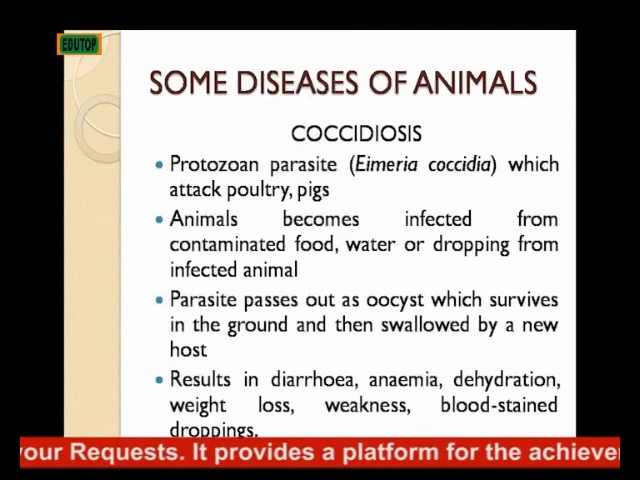 EDUTOP
SOME DISEASES OF ANIMALS
COCCIDIOSIS
• Protozoan parasite (Eimeria coccidia) which
attack poultry, pigs
• Animals becomes infected from
contaminated food, water or dropping from
infected animal
• Parasite passes out as oocyst which survives
in the ground and then swallowed by a new
host
• Results in diarrhoea, anaemia, dehydration,
weight loss, weakness, blood-stained
droppings.
your Requests. It provides a platform for the achiever